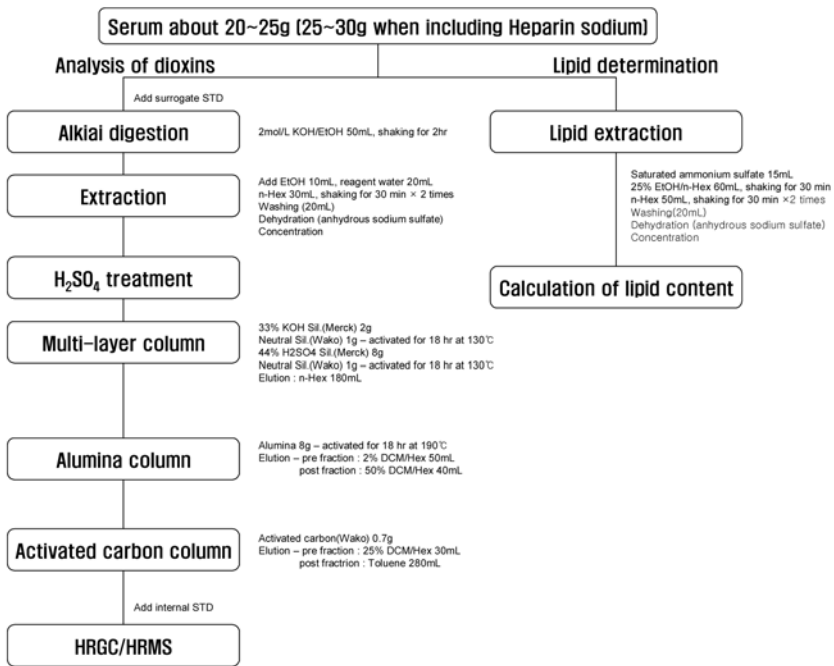 Serum about 20~25g (25~30g when including Heparin sodium)
Analysis of dioxins
Lipid determination
Add surrogate STD
Alkiai digestion
2mol/L KOH/EtOH 50mL, shaking for 2hr
Lipid extraction
Saturated ammonium sulfate 15mL
25% EtOH/n-Hex 60mL, shaking for 30 min
n-Hex 50mL, shaking for 30 min ×2 times
Washing(20mL)
Dehydration (anhydrous sodium sulfate)
Concentration
Extraction
Add EtOH 10mL, reagent water 20mL
n-Hex 30mL, shaking for 30 min × 2 times
Washing (20mL)
Dehydration (anhydrous sodium sulfate)
Concentration
H₂SO₄ treatment
Calculation of lipid content
Multi-layer column
33% KOH Sil.(Merck) 2g
Neutral Sil.(Wako) 1g – activated for 18 hr at 130℃
44% H2SO4 Sil.(Merck) 8g
Neutral Sil.(Wako) 1g – activated for 18 hr at 130℃
Elution : n-Hex 180mL
Alumina column
Alumina 8g – activated for 18 hr at 190℃
Elution – pre fraction : 2% DCM/Hex 50mL
post fraction : 50% DCM/Hex 40mL
Activated carbon column
Activated carbon(Wako) 0.7g
Elution – pre fraction : 25% DCM/Hex 30mL
post fractrion : Toluene 280mL
Add internal STD
HRGC/HRMS